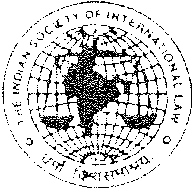 THE INDIAN SOCIETY OF INTERNATIONAL LAW